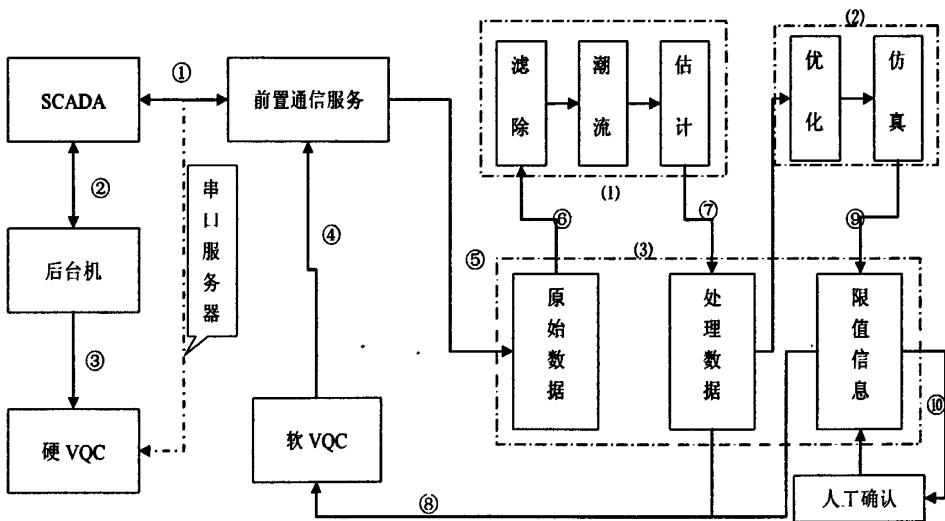 SCADA
①
前置通信服务
②
后台机
③
硬 VQC
串口服务器
④
软 VQC
⑤
滤除
潮流
估计
(1)
优化
仿真
(2)
⑥
⑦
⑨
(3)
原始数据
处理数据
限值信息
⑩
人工确认
⑧